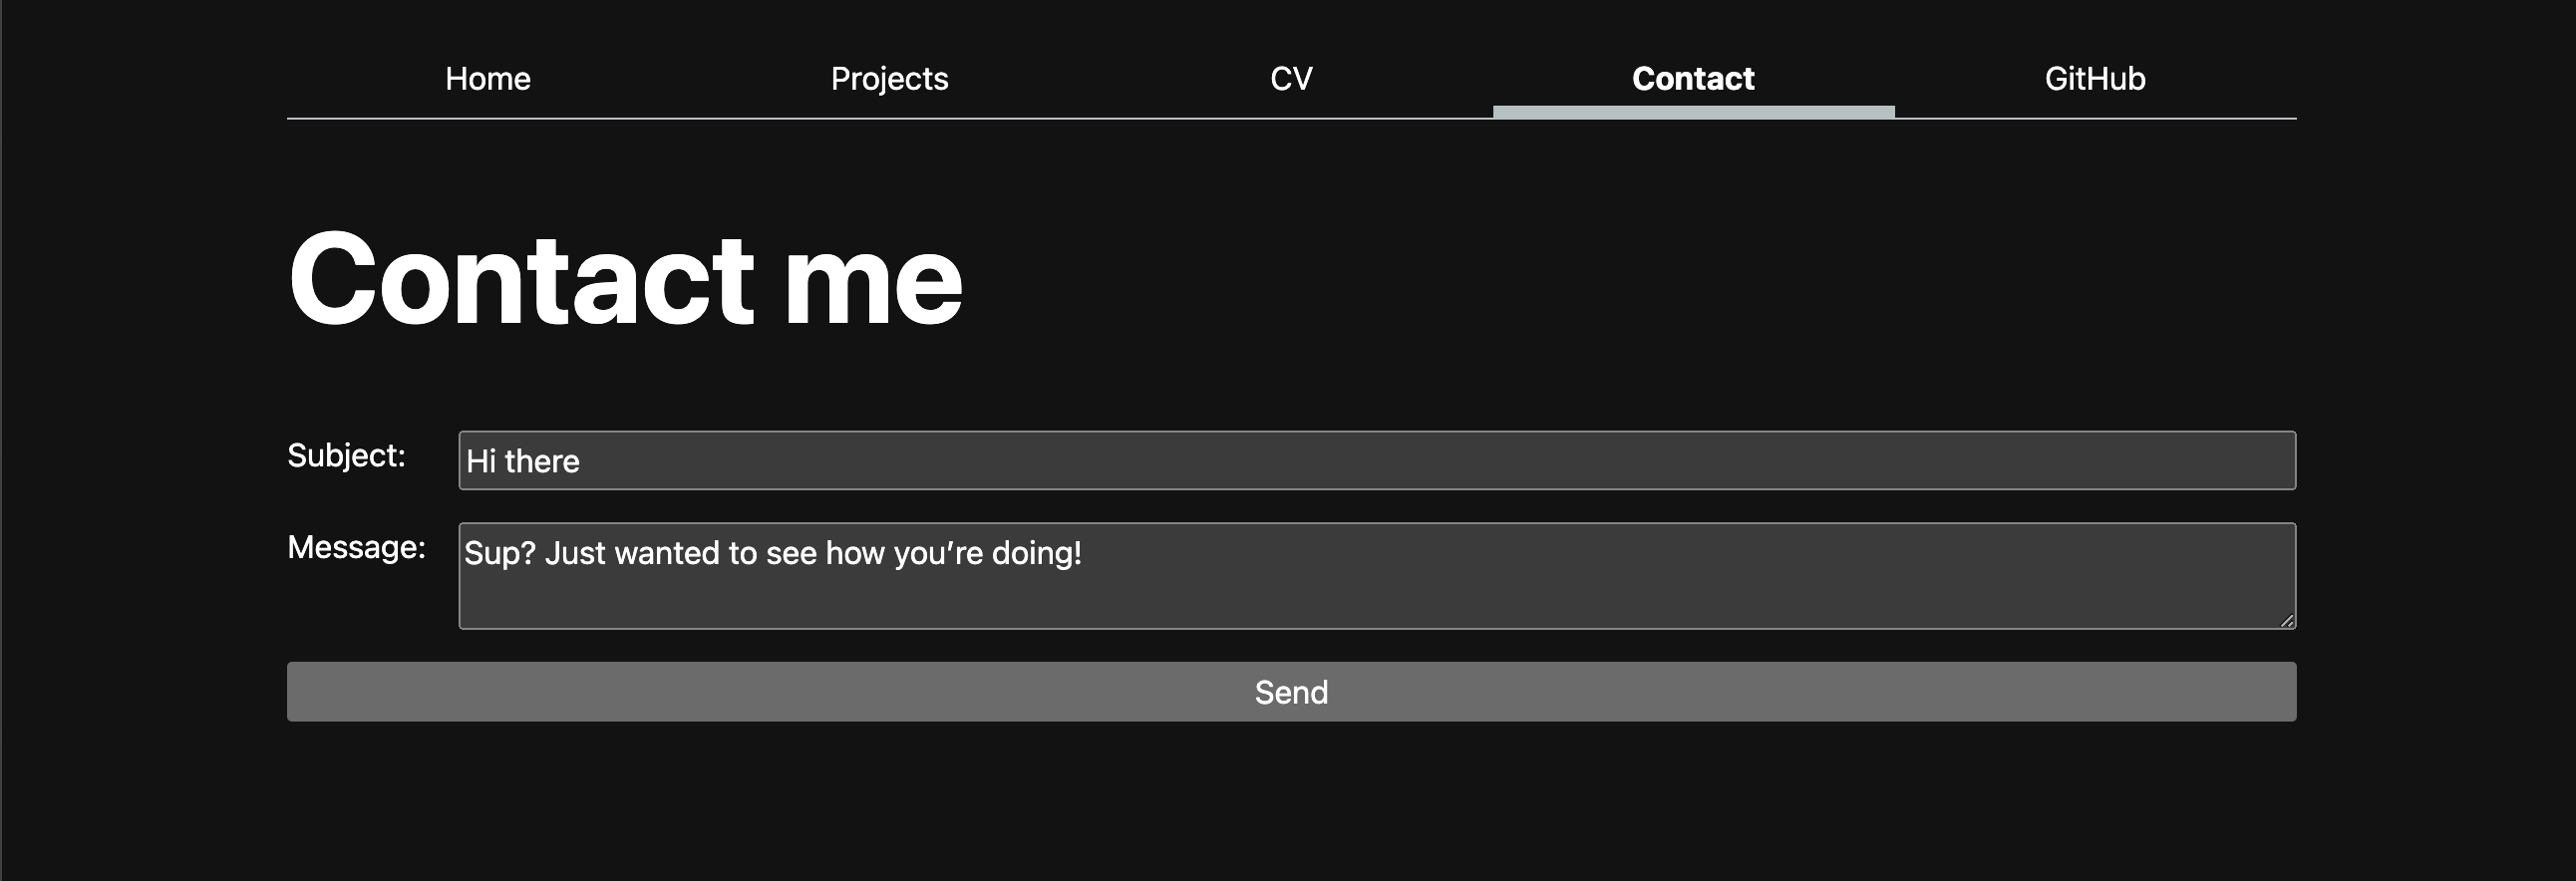 Home Projects CV Contact GitHub
Contact me
Subject: Hi there
Message: Sup? Just wanted to see how you’re doing!
Send